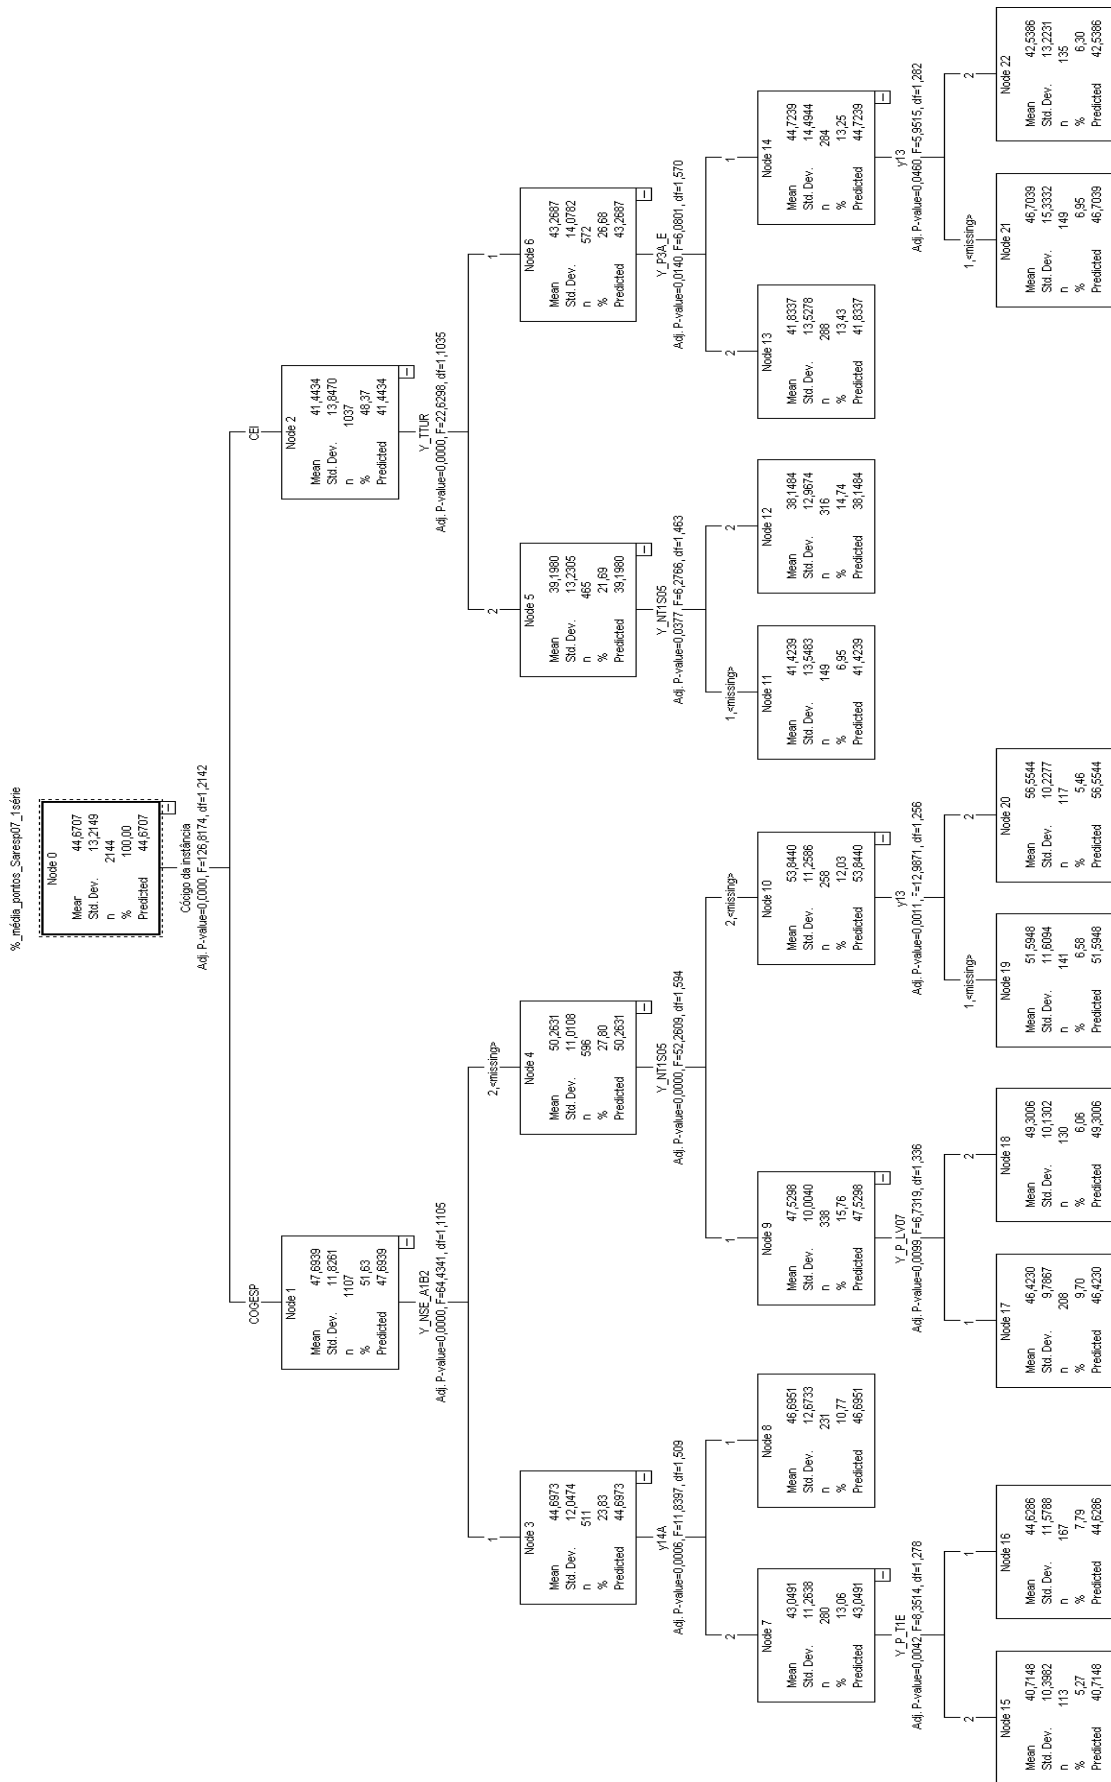 %_média_pontos_Saresp07_1série
Node 0
Mean 44,6707
Std. Dev. 13,2149
n 2144
% 100,00
Predicted 44,6707
Código da instância
Adj. P-value=0,0000, F=126,8174, df=1,2142
COGESP
CEI
Node 1
Mean 47,6939
Std. Dev. 11,8261
n 1107
% 51,63
Predicted 47,6939
Node 2
Mean 41,4434
Std. Dev. 13,8470
n 1037
% 48,37
Predicted 41,4434
Y_NSE_A1B2
Adj. P-value=0,0000, F=64,4341, df=1,1105
Y_TTUR
Adj. P-value=0,0000, F=22,6298, df=1,1035
1
2,<missing>
2
1
Node 3
Mean 44,6973
Std. Dev. 12,0474
n 511
% 23,83
Predicted 44,6973
Node 4
Mean 50,2631
Std. Dev. 11,0108
n 596
% 27,80
Predicted 50,2631
Node 5
Mean 39,1980
Std. Dev. 13,2305
n 465
% 21,69
Predicted 39,1980
Node 6
Mean 43,2687
Std. Dev. 14,0782
n 572
% 26,68
Predicted 43,2687
y14A
Adj. P-value=0,0006, F=11,8397, df=1,509
Y_NT1S05
Adj. P-value=0,0000, F=52,2609, df=1,594
Y_NT1S05
Adj. P-value=0,0377, F=6,2766, df=1,463
Y_P3A_E
Adj. P-value=0,0140, F=6,0801, df=1,570
2
1
1
2,<missing>
1,<missing>
2
2
1
Node 7
Mean 43,0491
Std. Dev. 11,2638
n 280
% 13,06
Predicted 43,0491
Node 8
Mean 46,6951
Std. Dev. 12,6733
n 231
% 10,77
Predicted 46,6951
Node 9
Mean 47,5298
Std. Dev. 10,0040
n 338
% 15,76
Predicted 47,5298
Node 10
Mean 53,8440
Std. Dev. 11,2586
n 258
% 12,03
Predicted 53,8440
Node 11
Mean 41,4239
Std. Dev. 13,5483
n 149
% 6,95
Predicted 41,4239
Node 12
Mean 38,1484
Std. Dev. 12,9674
n 316
% 14,74
Predicted 38,1484
Node 13
Mean 41,8337
Std. Dev. 13,5278
n 288
% 13,43
Predicted 41,8337
Node 14
Mean 44,7239
Std. Dev. 14,4944
n 284
% 13,25
Predicted 44,7239
Y_P_T1E
Adj. P-value=0,0042, F=8,3514, df=1,278
Y_P_LV07
Adj. P-value=0,0099, F=6,7319, df=1,336
y13
Adj. P-value=0,0011, F=12,9871, df=1,256
y13
Adj. P-value=0,0460, F=5,9515, df=1,282
2
1
1
2
1,<missing>
2
1,<missing>
2
Node 15
Mean 40,7148
Std. Dev. 10,3982
n 113
% 5,27
Predicted 40,7148
Node 16
Mean 44,6286
Std. Dev. 11,5788
n 167
% 7,79
Predicted 44,6286
Node 17
Mean 46,4230
Std. Dev. 9,7867
n 208
% 9,70
Predicted 46,4230
Node 18
Mean 49,3006
Std. Dev. 10,1302
n 130
% 6,06
Predicted 49,3006
Node 19
Mean 51,5948
Std. Dev. 11,6094
n 141
% 6,58
Predicted 51,5948
Node 20
Mean 56,5544
Std. Dev. 10,2277
n 117
% 5,46
Predicted 56,5544
Node 21
Mean 46,7039
Std. Dev. 15,3332
n 149
% 6,95
Predicted 46,7039
Node 22
Mean 42,5386
Std. Dev. 13,2231
n 135
% 6,30
Predicted 42,5386